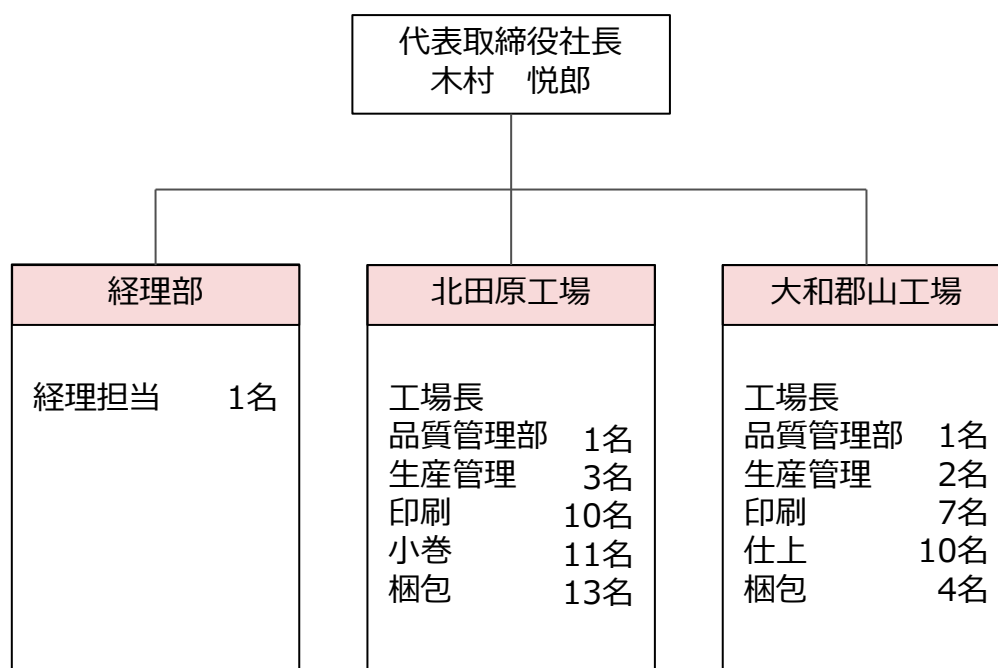 代表取締役社長
木村　悦郎
経理部
経理担当　1名
北田原工場
工場長
品質管理部　1名
生産管理　3名
印刷　10名
小巻　11名
梱包　13名
大和郡山工場
工場長
品質管理部　1名
生産管理　2名
印刷　7名
仕上　10名
梱包　4名